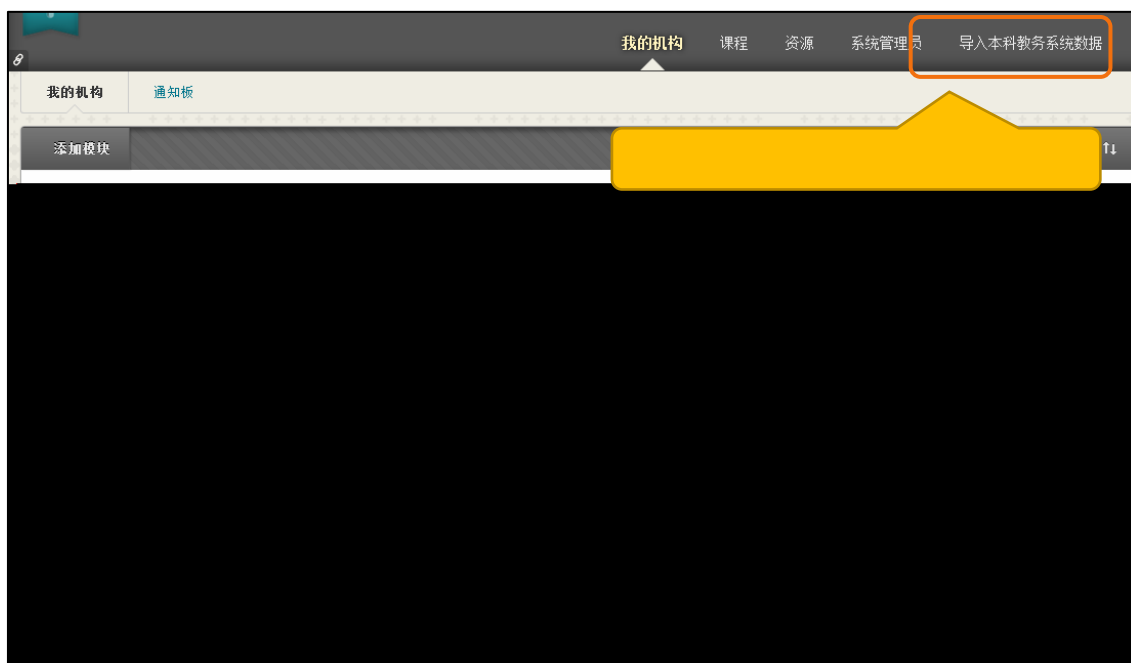 我的机构 课程 资源 系统管理员 导入本科教务系统数据
我的机构 通知板
添加模块